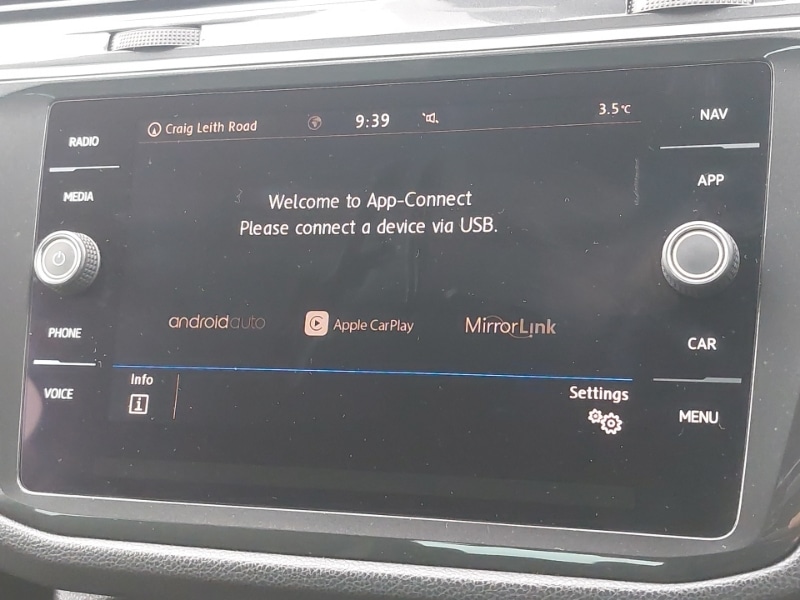 Craig Leith Road 9:39 3.5°C
RADIO
MEDIA
PHONE
VOICE
Welcome to App-Connect
Please connect a device via USB.
androidauto Apple CarPlay MirrorLink
Info Settings
i
NAV
APP
CAR
MENU